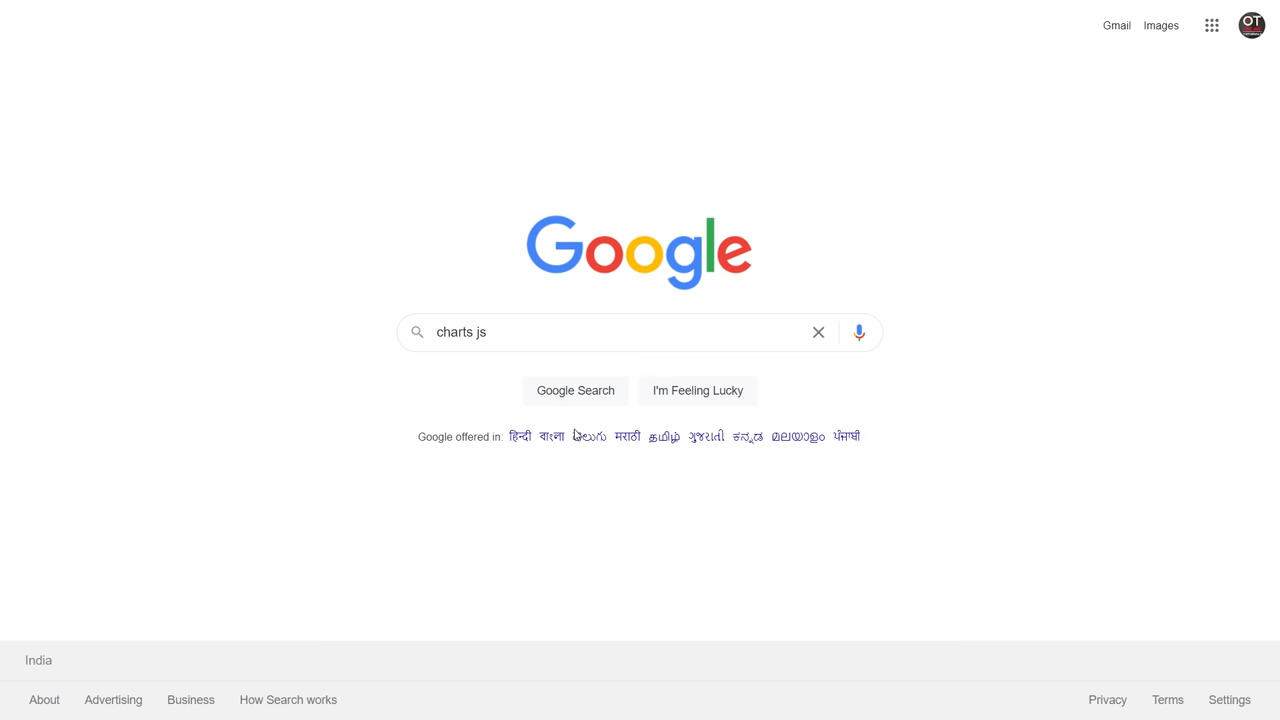 Gmail Images
OT
Google
charts js
Google Search I'm Feeling Lucky
Google offered in: हिन्दी বাংলা తెలుగు मराठी தமிழ் ગુજરાતી ಕನ್ನಡ മലയാളം ਪੰਜਾਬੀ
India
About Advertising Business How Search works Privacy Terms Settings